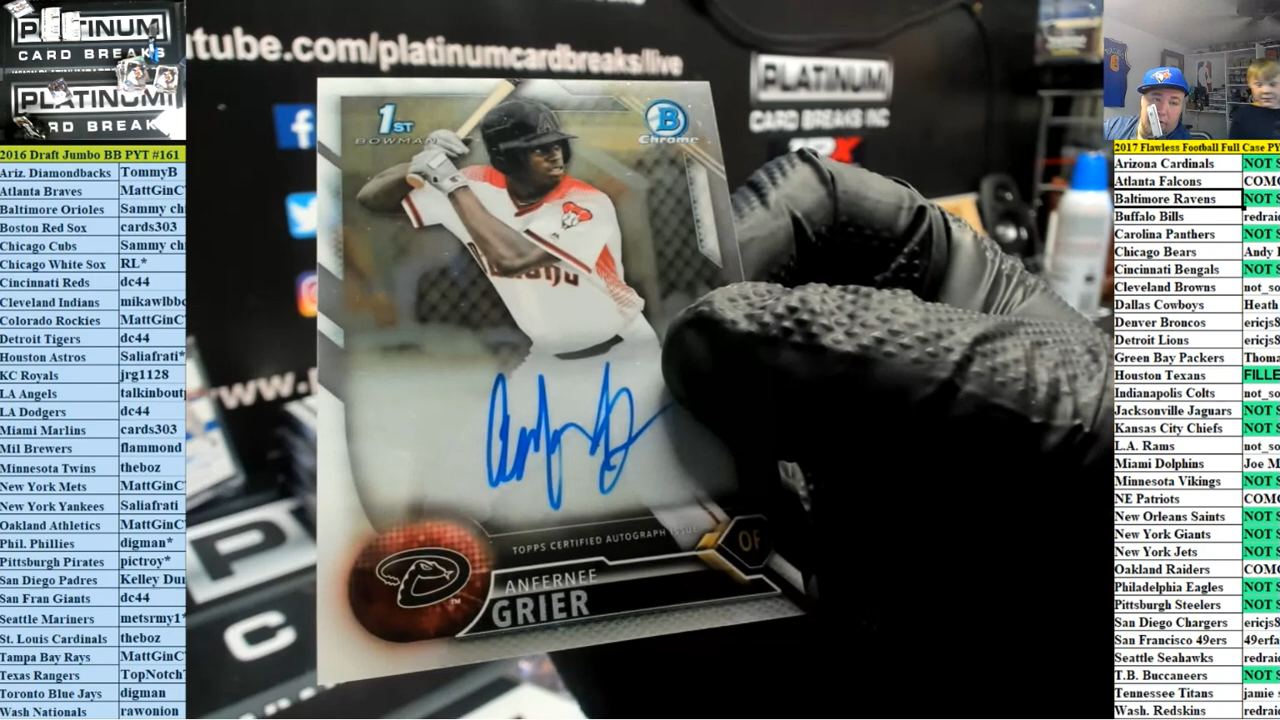 PLATINUM
CARD BREAKS
PLATINUM
RD BREAK
2016 Draft Jumbo BB PYT #161
Ariz. Diamondbacks TommyB
Atlanta Braves MattGinC
Baltimore Orioles Sammy ch
Boston Red Sox cards303
Chicago Cubs Sammy ch
Chicago White Sox RL*
Cincinnati Reds dc44
Cleveland Indians mikawlbb
Colorado Rockies MattGinC
Detroit Tigers dc44
Houston Astros Saliafrati*
KC Royals jrg1128
LA Angels talkinbout
LA Dodgers dc44
Miami Marlins cards303
Mil Brewers flammond
Minnesota Twins theboz
New York Mets MattGinC
New York Yankees Saliafrati
Oakland Athletics MattGinC
Phil. Phillies digman*
Pittsburgh Pirates pictroy*
San Diego Padres Kelley Du
San Fran Giants dc44
Seattle Mariners metsrmy1*
St. Louis Cardinals theboz
Tampa Bay Rays MattGinC
Texas Rangers TopNotch
Toronto Blue Jays digman
Wash Nationals rawonion
utube.com/platinumcardbreaks/live
PLATINUM
CARD BREAKS INC
www.
P
C
1ST
BOWMAN
B
Chrome
TOPPS CERTIFIED AUTOGRAPH ISSUE
OF
ANFERNEE
GRIER
TM
2017 Flawless Football Full Case PY
Arizona Cardinals NOT S
Atlanta Falcons COMC
Baltimore Ravens NOT S
Buffalo Bills redraid
Carolina Panthers NOT S
Chicago Bears Andy
Cincinnati Bengals NOT S
Cleveland Browns not_so
Dallas Cowboys Heath
Denver Broncos ericjs8
Detroit Lions ericjs8
Green Bay Packers Thoma
Houston Texans FILLE
Indianapolis Colts not_so
Jacksonville Jaguars NOT S
Kansas City Chiefs NOT S
L.A. Rams not_so
Miami Dolphins Joe M
Minnesota Vikings NOT S
NE Patriots COMC
New Orleans Saints NOT S
New York Giants NOT S
New York Jets NOT S
Oakland Raiders COMC
Philadelphia Eagles NOT S
Pittsburgh Steelers NOT S
San Diego Chargers ericjs8
San Francisco 49ers 49erfa
Seattle Seahawks redraid
T.B. Buccaneers NOT S
Tennessee Titans jamie s
Wash. Redskins redraid